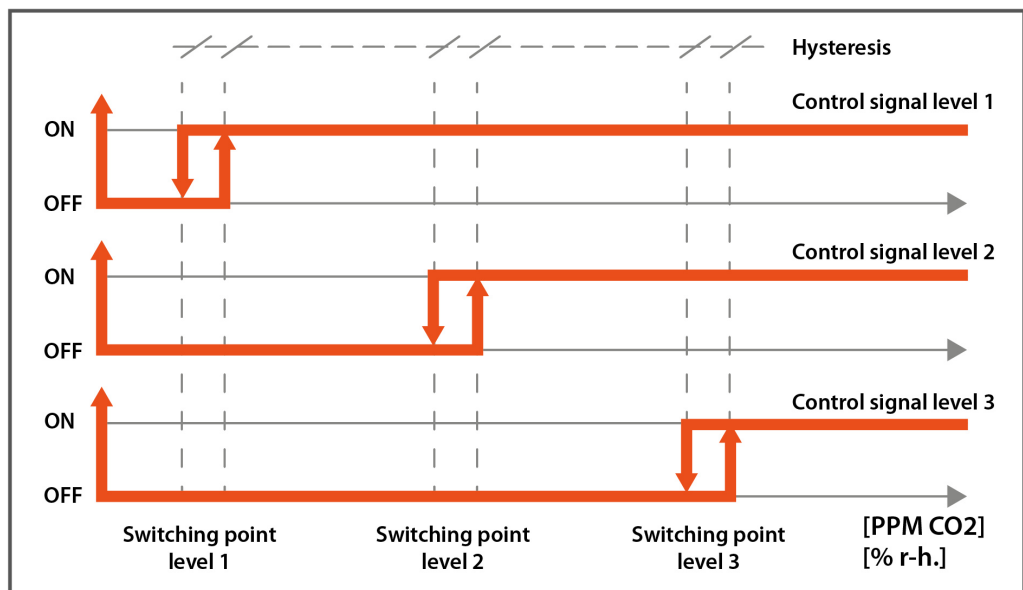 Hysteresis
Control signal level 1
ON
OFF
Control signal level 2
ON
OFF
Control signal level 3
ON
OFF
Switching point
level 1
Switching point
level 2
Switching point
level 3
[PPM CO2]
[% r-h.]